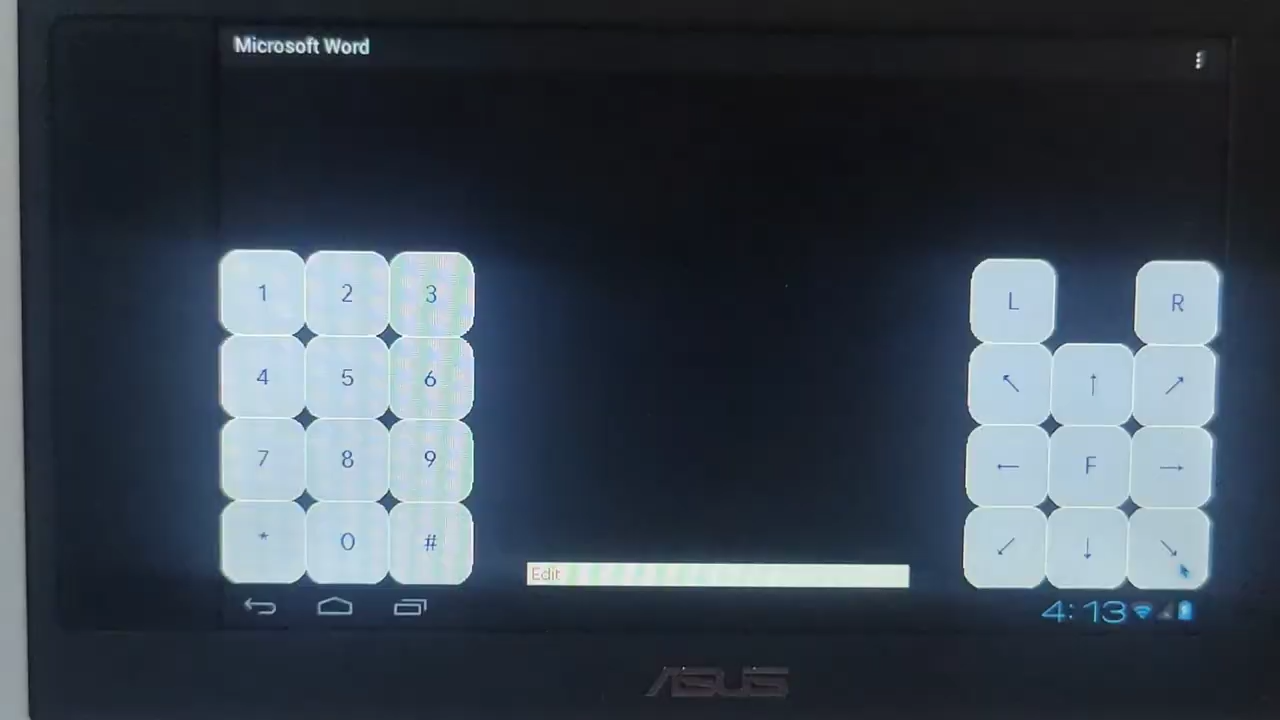 Microsoft Word
1 2 3
4 5 6
7 8 9
* 0 #
L R
↖ ↑ ↗
← F →
↙ ↓ ↘
Edit
4:13
ASUS